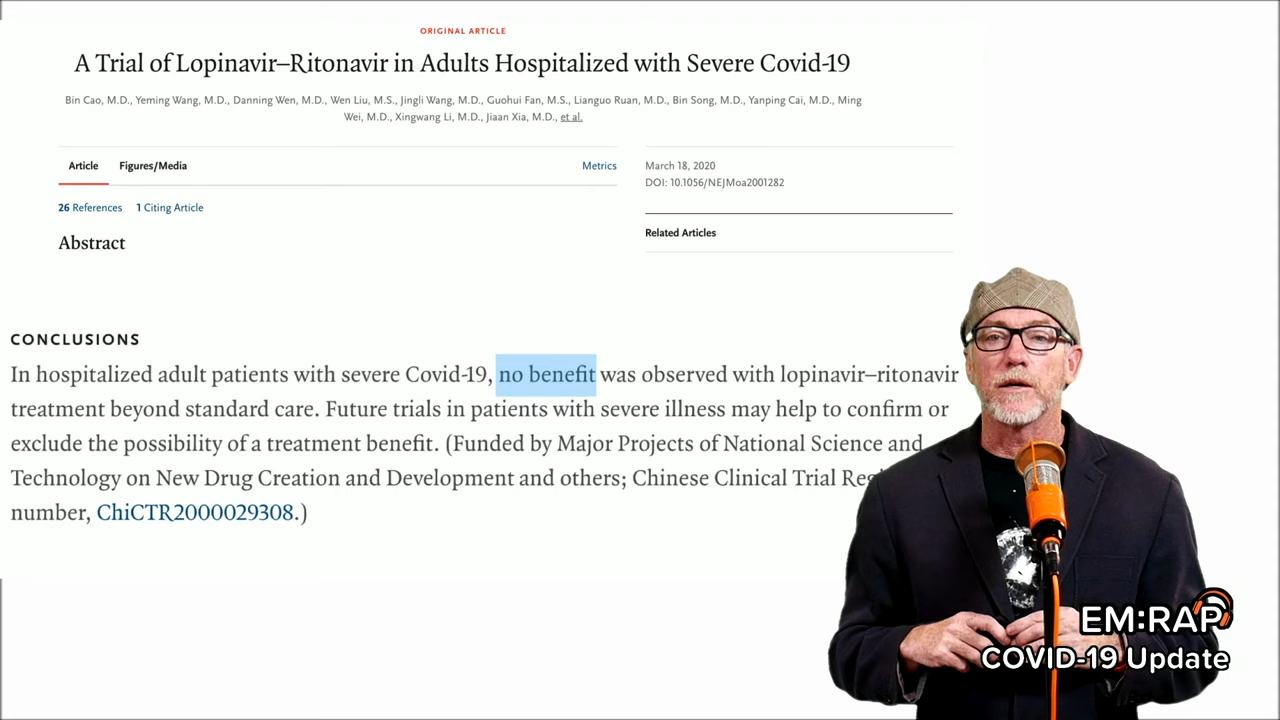 ORIGINAL ARTICLE
A Trial of Lopinavir–Ritonavir in Adults Hospitalized with Severe Covid-19
Bin Cao, M.D., Yeming Wang, M.D., Danning Wen, M.D., Wen Liu, M.S., Jingli Wang, M.D., Guohui Fan, M.S., Lianguo Ruan, M.D., Bin Song, M.D., Yanping Cai, M.D., Ming
Wei, M.D., Xingwang Li, M.D., Jiaan Xia, M.D., et al.
Article Figures/Media Metrics
March 18, 2020
DOI: 10.1056/NEJMoa2001282
26 References 1 Citing Article
Related Articles
Abstract
CONCLUSIONS
In hospitalized adult patients with severe Covid-19, no benefit was observed with lopinavir–ritonavir
treatment beyond standard care. Future trials in patients with severe illness may help to confirm or
exclude the possibility of a treatment benefit. (Funded by Major Projects of National Science and
Technology on New Drug Creation and Development and others; Chinese Clinical Trial
number, ChiCTR2000029308.)
EM:RAP
COVID-19 Update